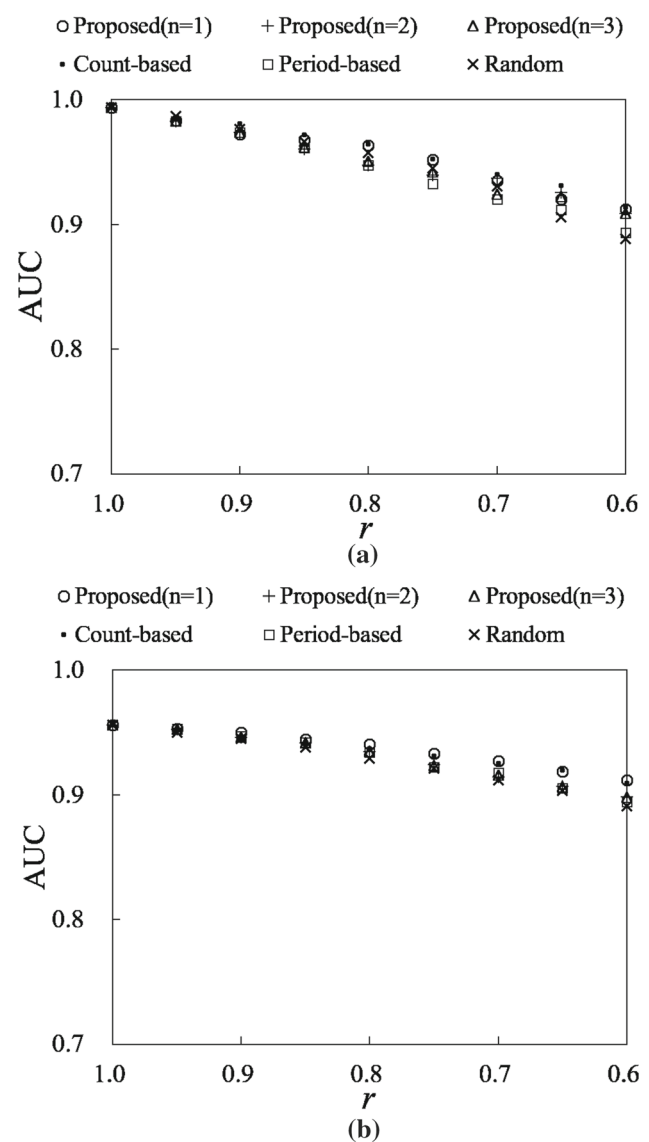 Proposed(n=1) Proposed(n=2) Proposed(n=3)
Count-based Period-based Random
1.0
0.9
0.8
0.7
AUC
1.0 0.9 0.8 0.7 0.6
r
(a)
Proposed(n=1) Proposed(n=2) Proposed(n=3)
Count-based Period-based Random
1.0
0.9
0.8
0.7
AUC
1.0 0.9 0.8 0.7 0.6
r
(b)